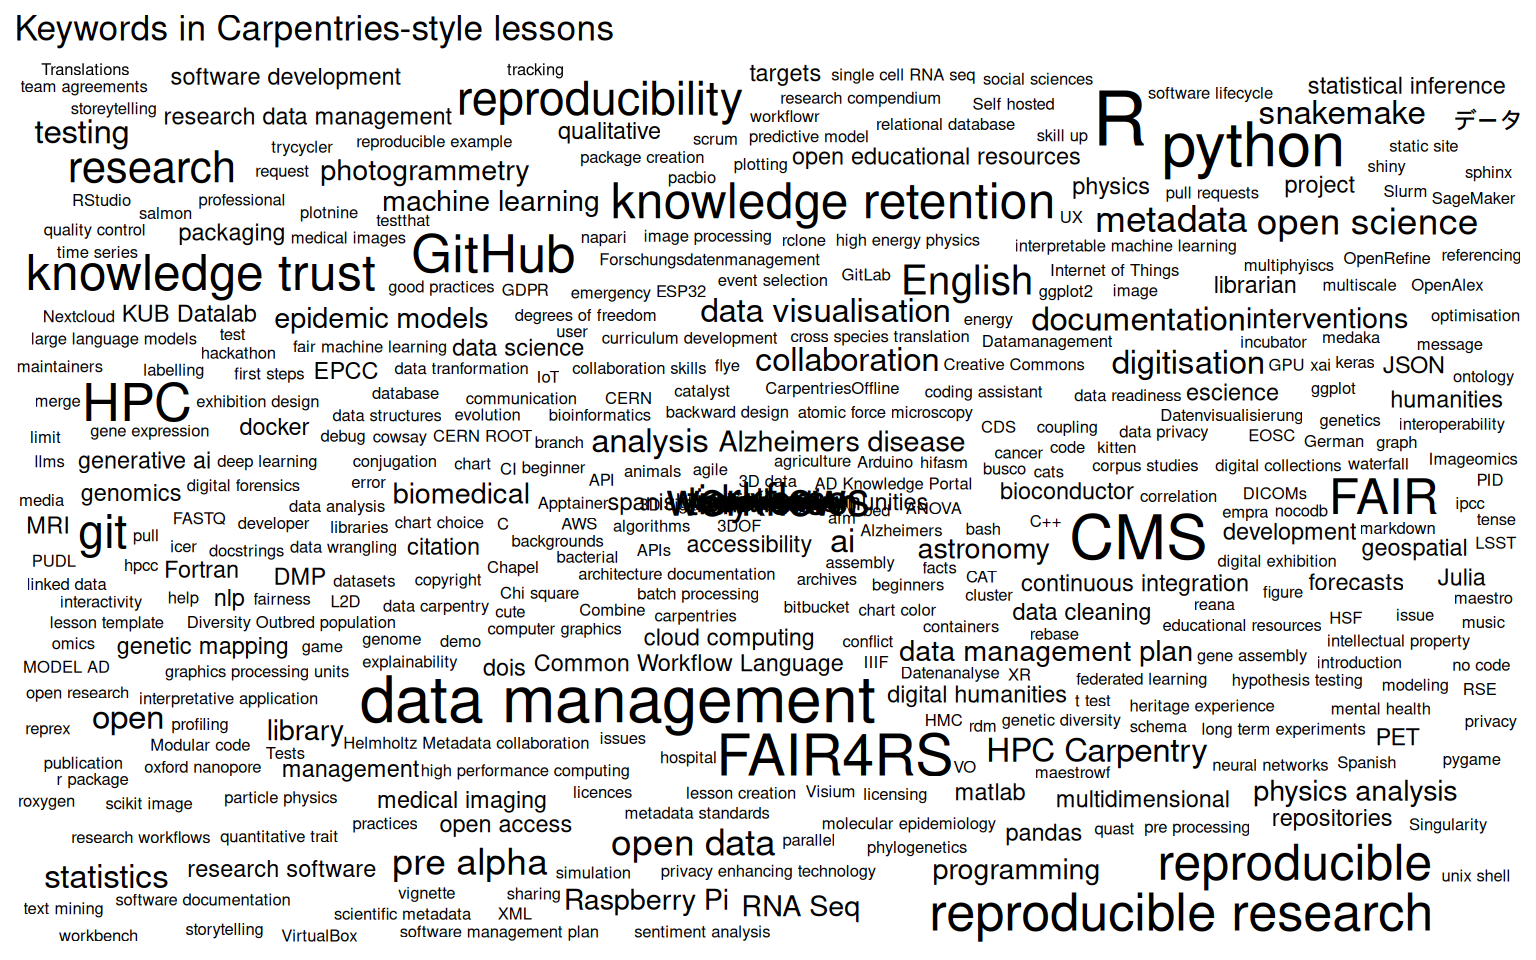 Keywords in Carpentries-style lessons
Translations tracking targets single cell RNA seq social sciences
team agreements software development reproducibility R software lifecycle statistical inference
storeytelling research data management research compendium Self hosted snakemake データ
testing qualitative workflowr relational database python
trycycler reproducible example scrum predictive model skill up static site
research request photogrammetry package creation plotting open educational resources shiny sphinx
pacbio physics pull requests project Slurm SageMaker
RStudio professional machine learning knowledge retention UX metadata open science
salmon plotnine testthat
quality control packaging medical images GitHub napari image processing rclone high energy physics interpretable machine learning
time series Forschungsdatenmanagement multiphyiscs OpenRefine referencing
knowledge trust good practices GDPR emergency ESP32 event selection GitLab English Internet of Things ggplot2 image librarian multiscale OpenAlex
Nextcloud KUB Datalab epidemic models degrees of freedom data visualisation energy documentation interventions optimisation
large language models test user curriculum development cross species translation Datamanagement incubator medaka message
hackathon fair machine learning data science
maintainers labelling first steps EPCC data tranformation IoT collaboration skills flye collaboration Creative Commons digitisation GPU xai keras JSON ontology
merge HPC exhibition design database communication CERN catalyst CarpentriesOffline coding assistant data readiness escience ggplot humanities
data structures evolution bioinformatics backward design atomic force microscopy Datenvisualisierung genetics interoperability
limit gene expression docker debug cowsay CERN ROOT branch analysis Alzheimers disease CDS coupling data privacy EOSC German graph
llms generative ai deep learning conjugation chart CI beginner agriculture Arduino hifasm cancer code kitten Imageomics
API animals agile busco cats corpus studies digital collections waterfall
media genomics digital forensics error biomedical 3D data AD Knowledge Portal bioconductor correlation DICOMs FAIR PID
data analysis Apptainer ANOVA empra nocodb ipcc
MRI git pull FASTQ developer libraries chart choice C AWS algorithms 3DOF aim Alzheimers bash C++ CMS development markdown tense
icer docstrings data wrangling citation backgrounds APIs accessibility ai astronomy geospatial LSST
PUDL hpcc Fortran DMP datasets copyright Chapel bacterial architecture documentation assembly facts digital exhibition
linked data archives beginners CAT continuous integration figure forecasts Julia
interactivity help nlp fairness L2D data carpentry cute Chi square Combine batch processing bitbucket chart color cluster data cleaning reana maestro
lesson template Diversity Outbred population computer graphics carpentries containers rebase educational resources HSF issue music
omics genetic mapping game genome demo cloud computing conflict intellectual property
MODEL AD graphics processing units explainability dois Common Workflow Language IIIF data management plan gene assembly introduction no code
open research interpretative application data management Datenanalyse XR federated learning hypothesis testing modeling RSE
digital humanities t test heritage experience mental health
reprex open profiling library HMC rdm genetic diversity schema long term experiments privacy
Modular code Tests Helmholtz Metadata collaboration issues PET
publication oxford nanopore management high performance computing hospital FAIR4RS VO HPC Carpentry neural networks Spanish pygame
r package maestrowf
roxygen scikit image particle physics medical imaging licences lesson creation Visium licensing matlab multidimensional physics analysis
metadata standards
research workflows quantitative trait practices open access molecular epidemiology pandas quast pre processing repositories Singularity
open data parallel phylogenetics
statistics research software pre alpha simulation privacy enhancing technology programming reproducible unix shell
text mining software documentation vignette sharing Raspberry Pi RNA Seq reproducible research
scientific metadata XML
workbench storytelling VirtualBox software management plan sentiment analysis